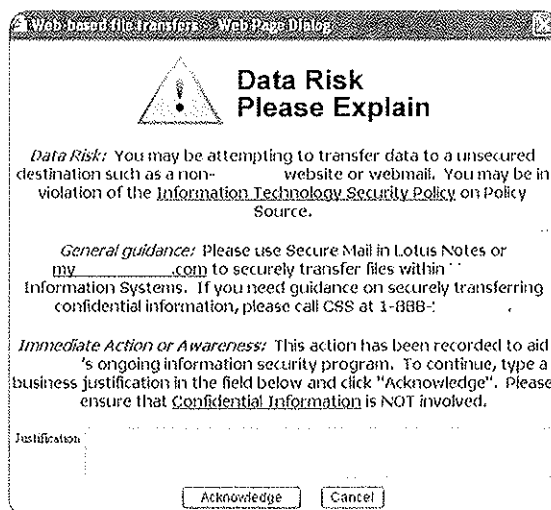 Web-based file transfers - Web Page Dialog
Data Risk
Please Explain
Data Risk: You may be attempting to transfer data to a unsecured
destination such as a non- website or webmail. You may be in
violation of the Information Technology Security Policy on Policy
Source.
General guidance: Please use Secure Mail in Lotus Notes or
my .com to securely transfer files within
Information Systems. If you need guidance on securely transferring
confidential information, please call CSS at 1-888- .
Immediate Action or Awareness: This action has been recorded to aid
's ongoing information security program. To continue, type a
business justification in the field below and click "Acknowledge". Please
ensure that Confidential Information is NOT involved.
Justification
Acknowledge Cancel